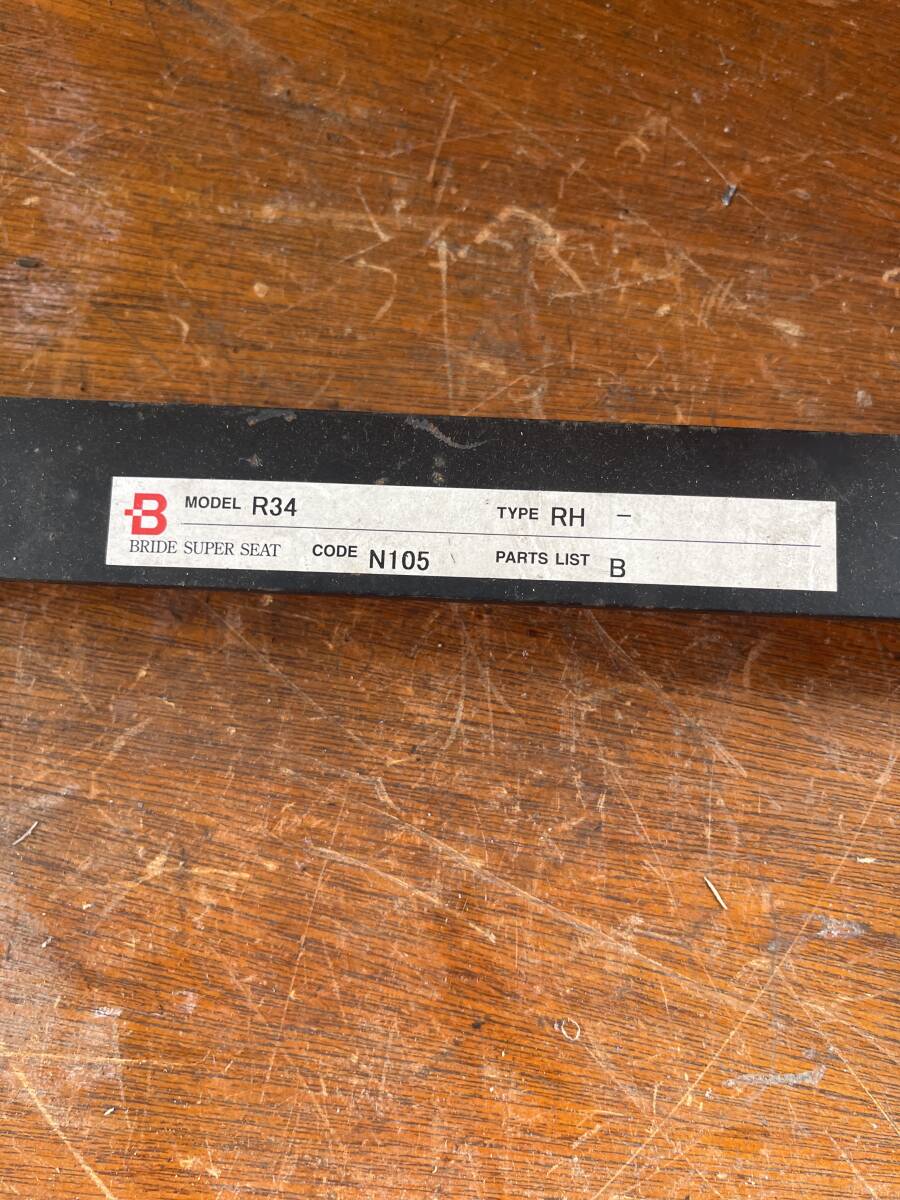 B MODEL R34 TYPE RH -
BRIDE SUPER SEAT CODE N105 PARTS LIST B